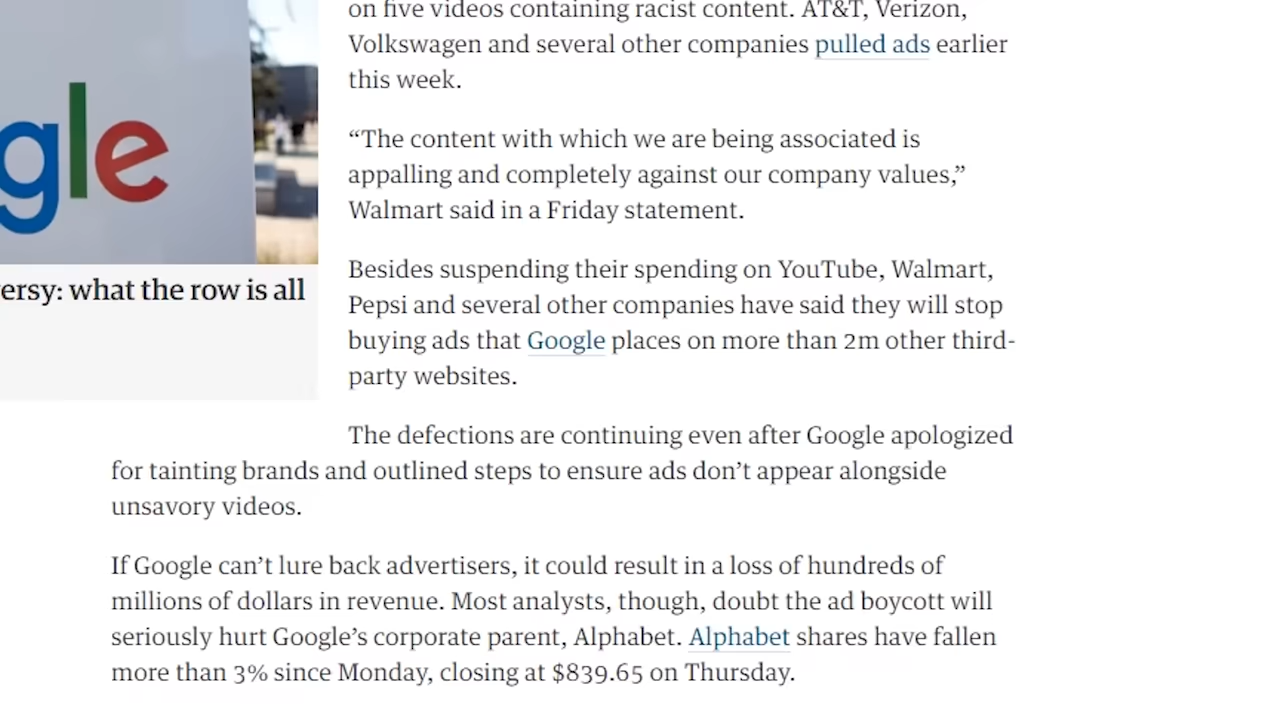 on five videos containing racist content. AT&T, Verizon,
Volkswagen and several other companies pulled ads earlier
this week.
“The content with which we are being associated is
appalling and completely against our company values,”
Walmart said in a Friday statement.
gle
ersy: what the row is all
Besides suspending their spending on YouTube, Walmart,
Pepsi and several other companies have said they will stop
buying ads that Google places on more than 2m other third-
party websites.
The defections are continuing even after Google apologized
for tainting brands and outlined steps to ensure ads don’t appear alongside
unsavory videos.
If Google can’t lure back advertisers, it could result in a loss of hundreds of
millions of dollars in revenue. Most analysts, though, doubt the ad boycott will
seriously hurt Google’s corporate parent, Alphabet. Alphabet shares have fallen
more than 3% since Monday, closing at $839.65 on Thursday.